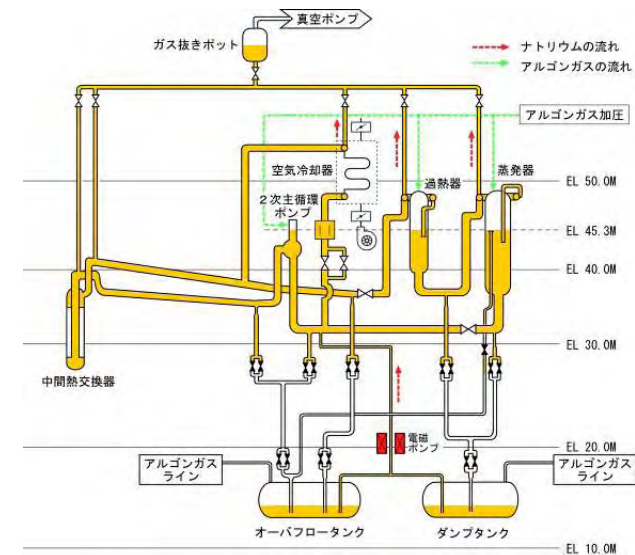 真空ポンプ
ガス抜きポット
ナトリウムの流れ
アルゴンガスの流れ
アルゴンガス加圧
空気冷却器
過熱器
蒸発器
EL 50.0M
2次主循環
ポンプ
EL 45.3M
EL 40.0M
EL 30.0M
中間熱交換器
電磁
ポンプ
EL 20.0M
アルゴンガス
ライン
アルゴンガス
ライン
オーバフロータンク
ダンプタンク
EL 10.0M